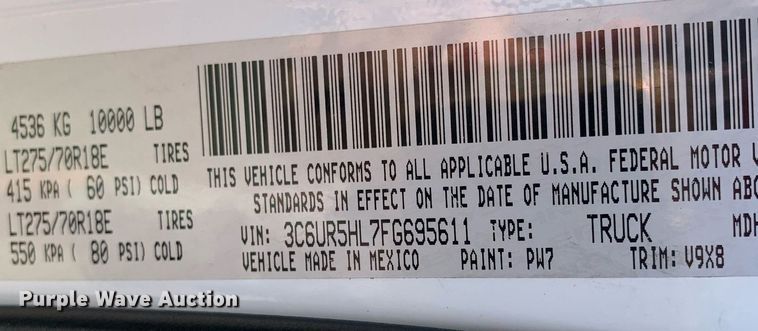 4536 KG 10000 LB
LT275/70R18E TIRES
415 KPA ( 60 PSI) COLD
LT275/70R18E TIRES
550 KPA ( 80 PSI) COLD
THIS VEHICLE CONFORMS TO ALL APPLICABLE U.S.A. FEDERAL MOTOR V
STANDARDS IN EFFECT ON THE DATE OF MANUFACTURE SHOWN ABO
VIN: 3C6UR5HL7FG695611 TYPE: TRUCK MDH
VEHICLE MADE IN MEXICO PAINT: PW7 TRIM: V9X8
Purple Wave Auction